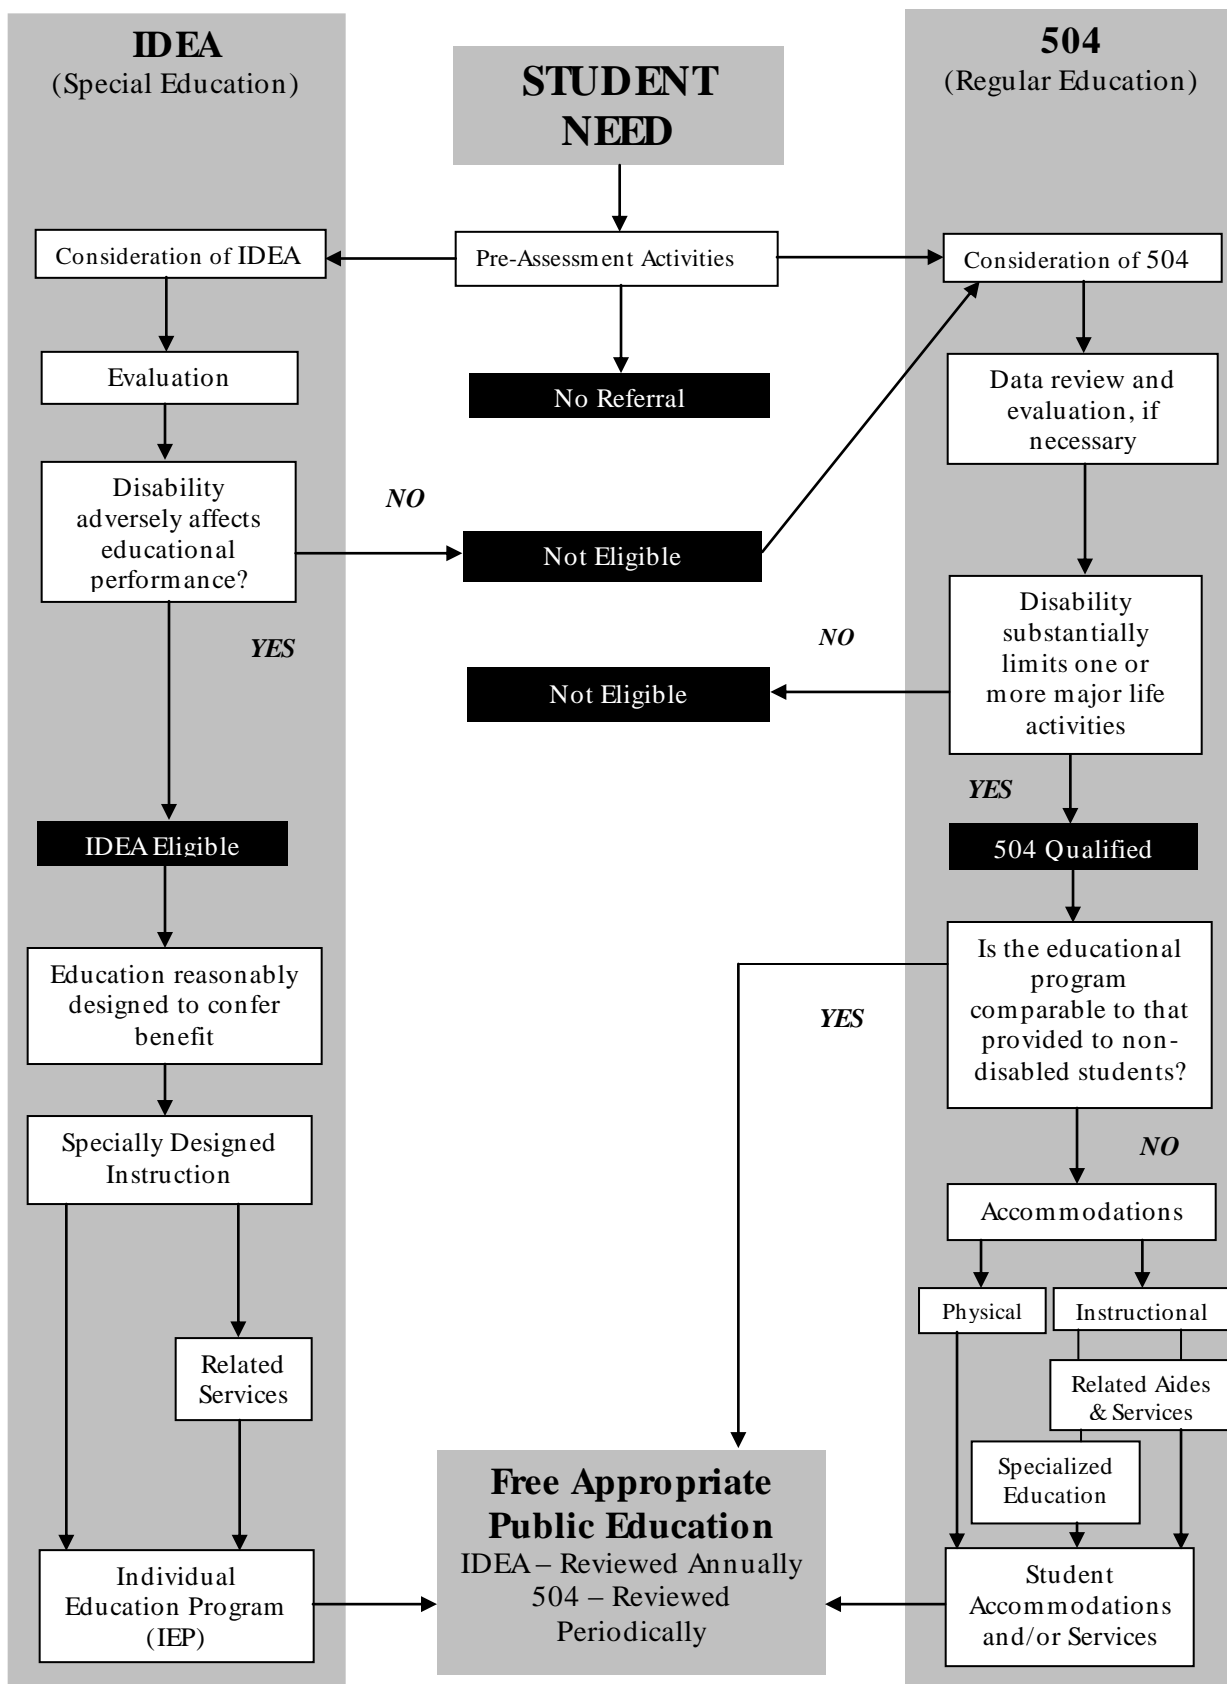 IDEA
(Special Education)
STUDENT
NEED
504
(Regular Education)
Consideration of IDEA
Pre-Assessment Activities
Consideration of 504
Evaluation
No Referral
Data review and
evaluation, if
necessary
Disability
adversely affects
educational
performance?
NO
Not Eligible
YES
Disability
substantially
limits one or
more major life
activities
NO
Not Eligible
YES
IDEA Eligible
504 Qualified
Education reasonably
designed to confer
benefit
Is the educational
program
comparable to that
provided to non-
disabled students?
YES
NO
Specially Designed
Instruction
Accommodations
Physical
Instructional
Related
Services
Related Aides
& Services
Specialized
Education
Free Appropriate
Public Education
IDEA – Reviewed Annually
504 – Reviewed
Periodically
Individual
Education Program
(IEP)
Student
Accommodations
and/or Services